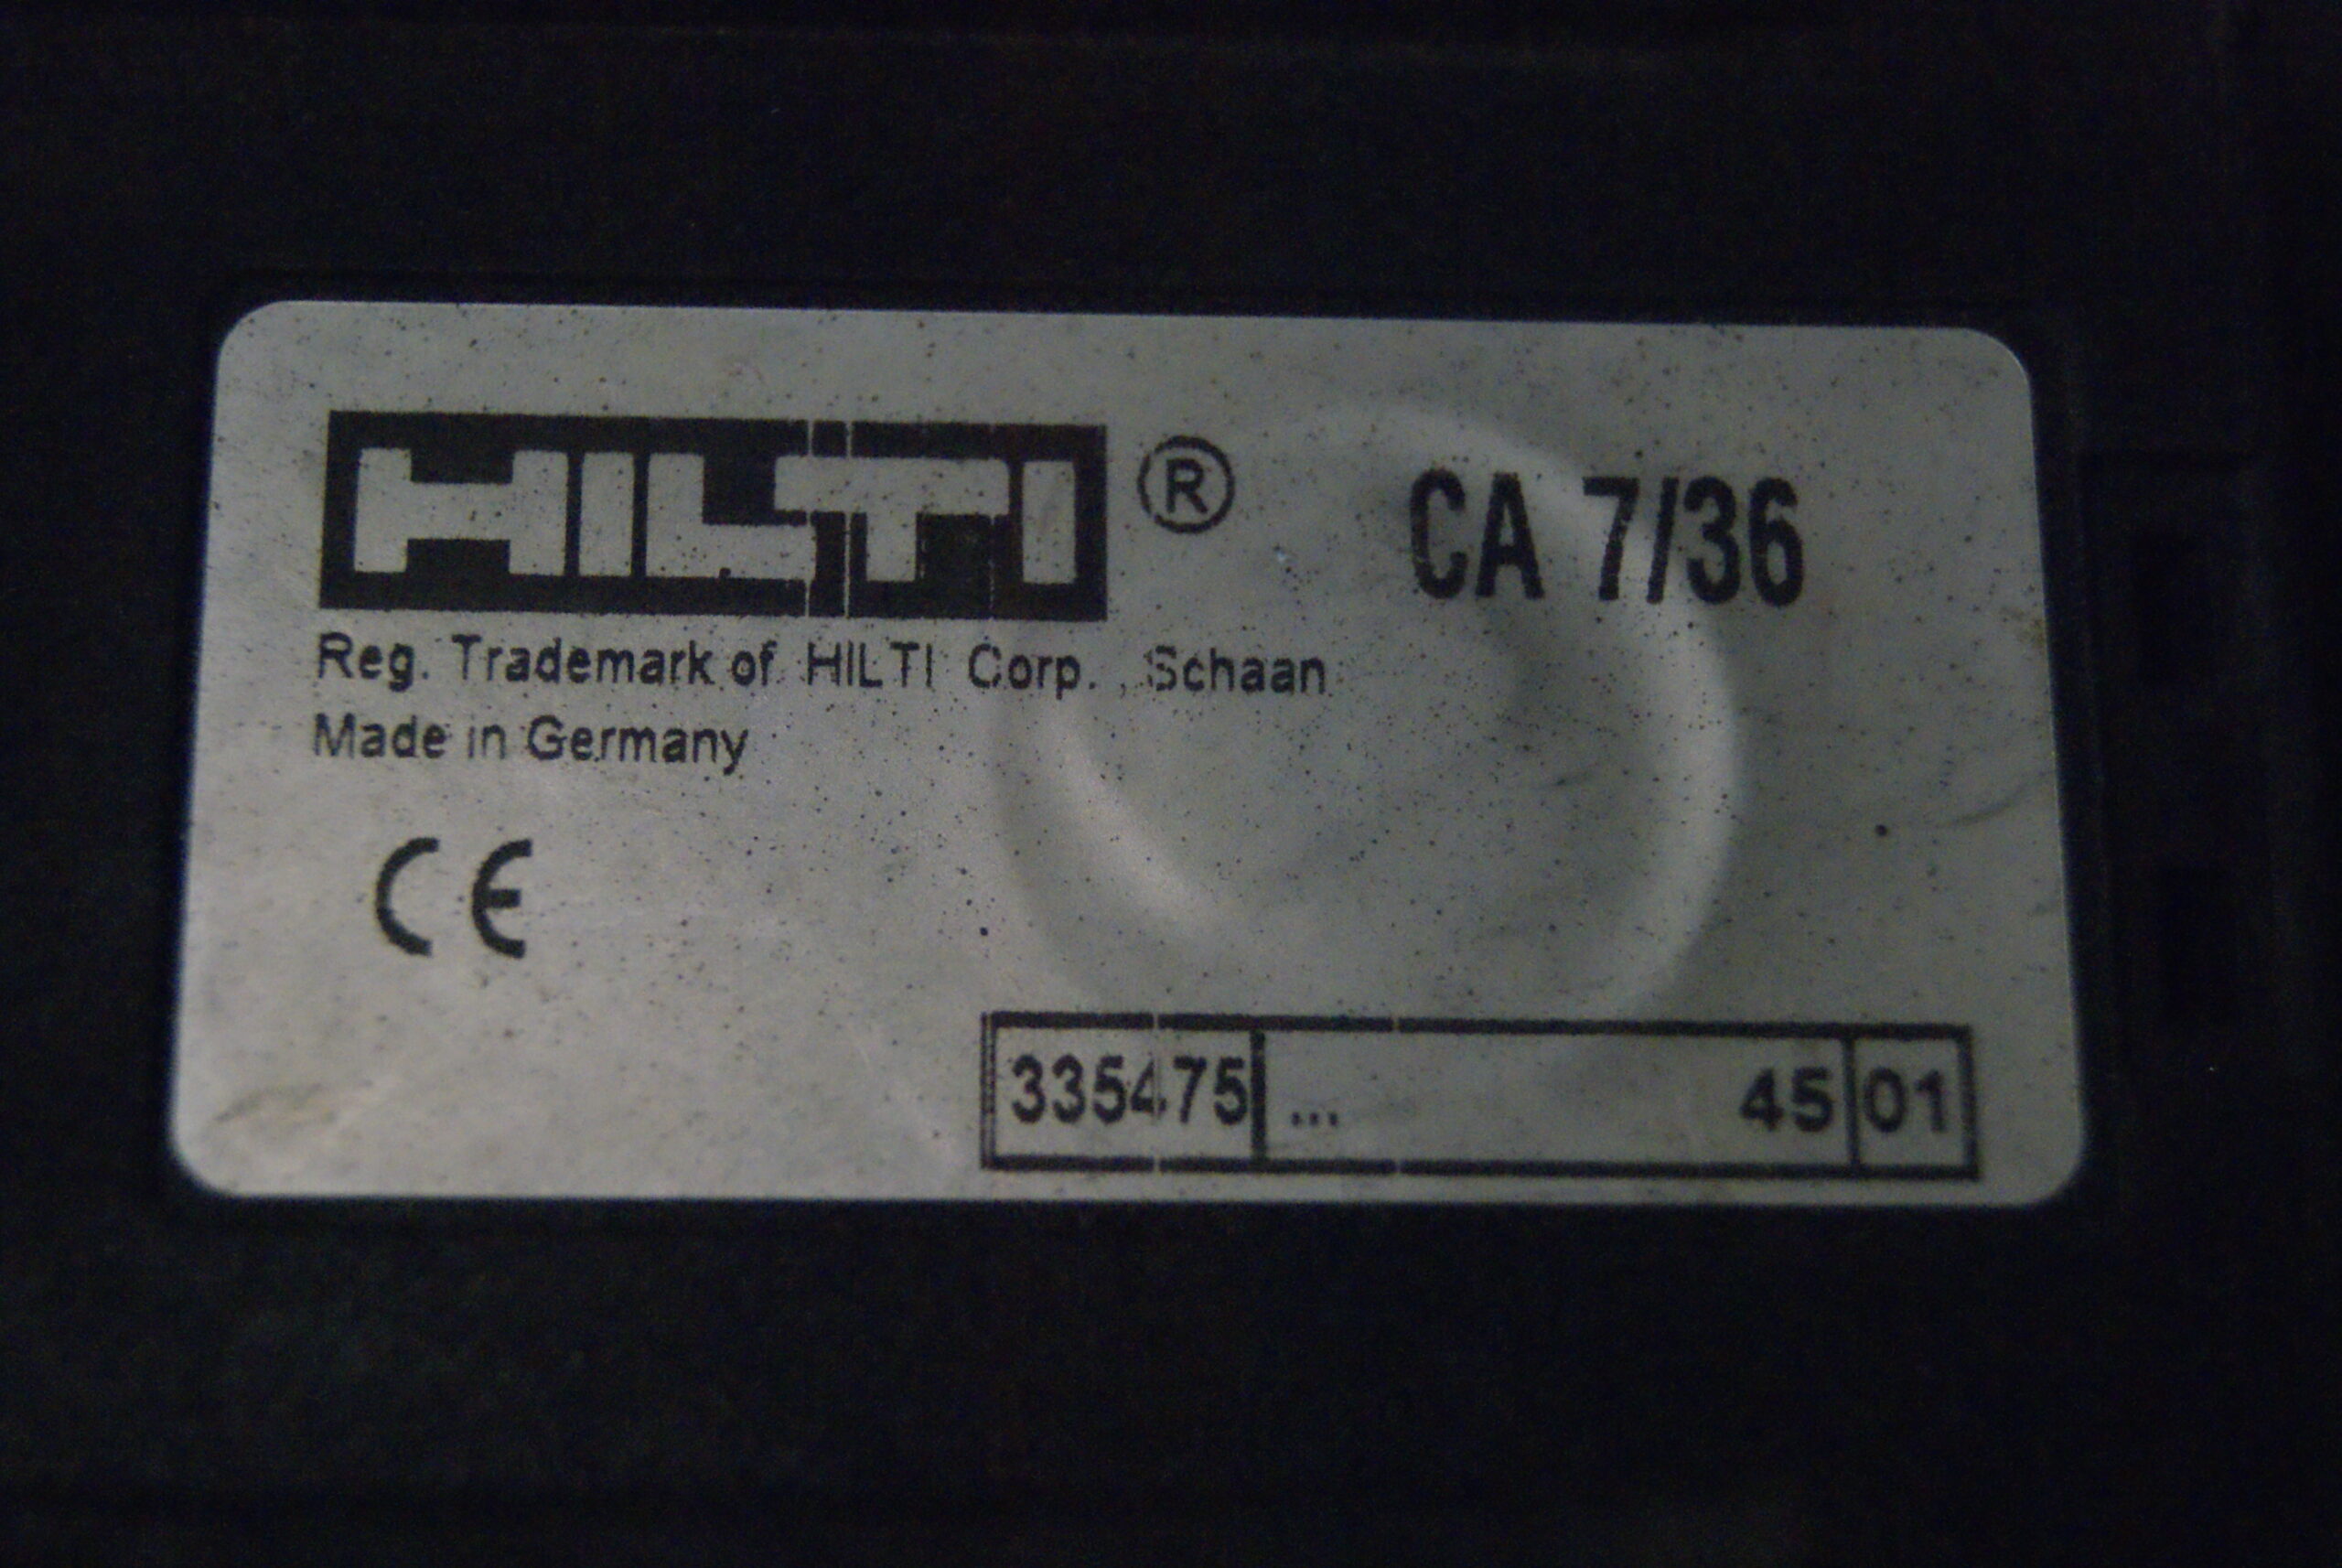 HILTI ® CA 7/36
Reg. Trademark of HILTI Corp., Schaan
Made in Germany
CE
335475 ... 45 01